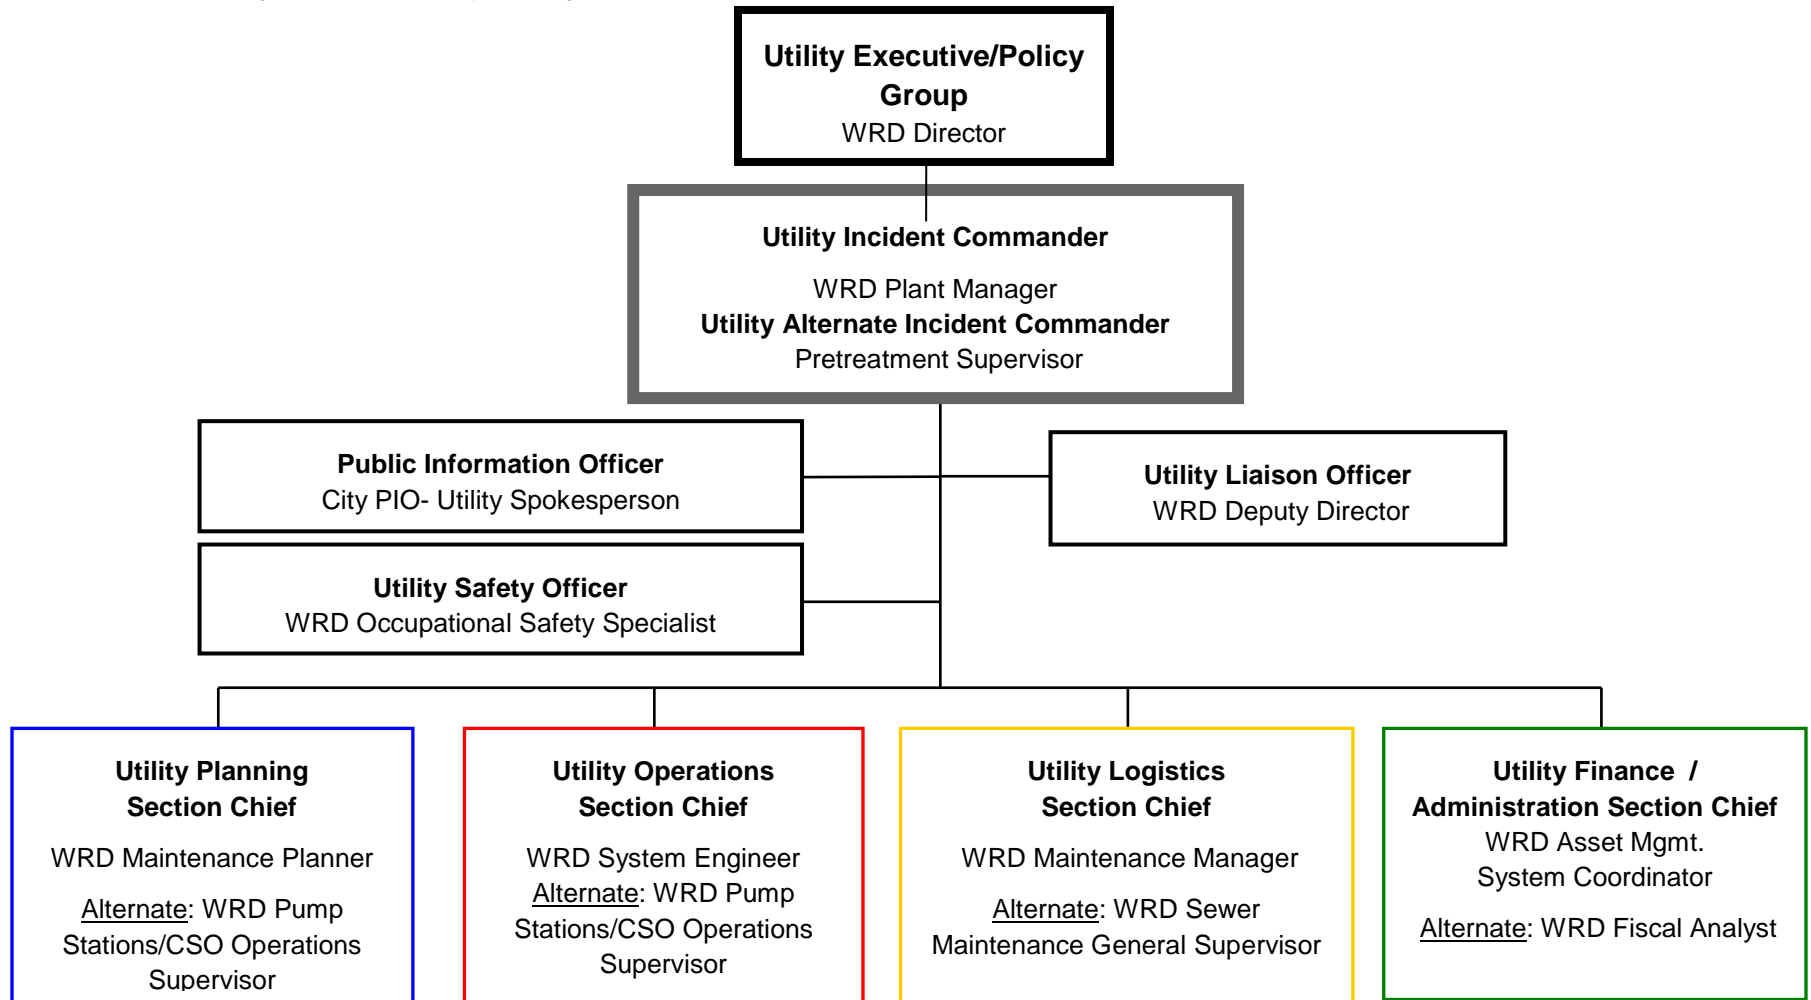 Utility Executive/Policy
Group
WRD Director
Utility Incident Commander
WRD Plant Manager
Utility Alternate Incident Commander
Pretreatment Supervisor
Public Information Officer
City PIO- Utility Spokesperson
Utility Liaison Officer
WRD Deputy Director
Utility Safety Officer
WRD Occupational Safety Specialist
Utility Planning
Section Chief
WRD Maintenance Planner
Alternate: WRD Pump
Stations/CSO Operations
Supervisor
Utility Operations
Section Chief
WRD System Engineer
Alternate: WRD Pump
Stations/CSO Operations
Supervisor
Utility Logistics
Section Chief
WRD Maintenance Manager
Alternate: WRD Sewer
Maintenance General Supervisor
Utility Finance /
Administration Section Chief
WRD Asset Mgmt.
System Coordinator
Alternate: WRD Fiscal Analyst